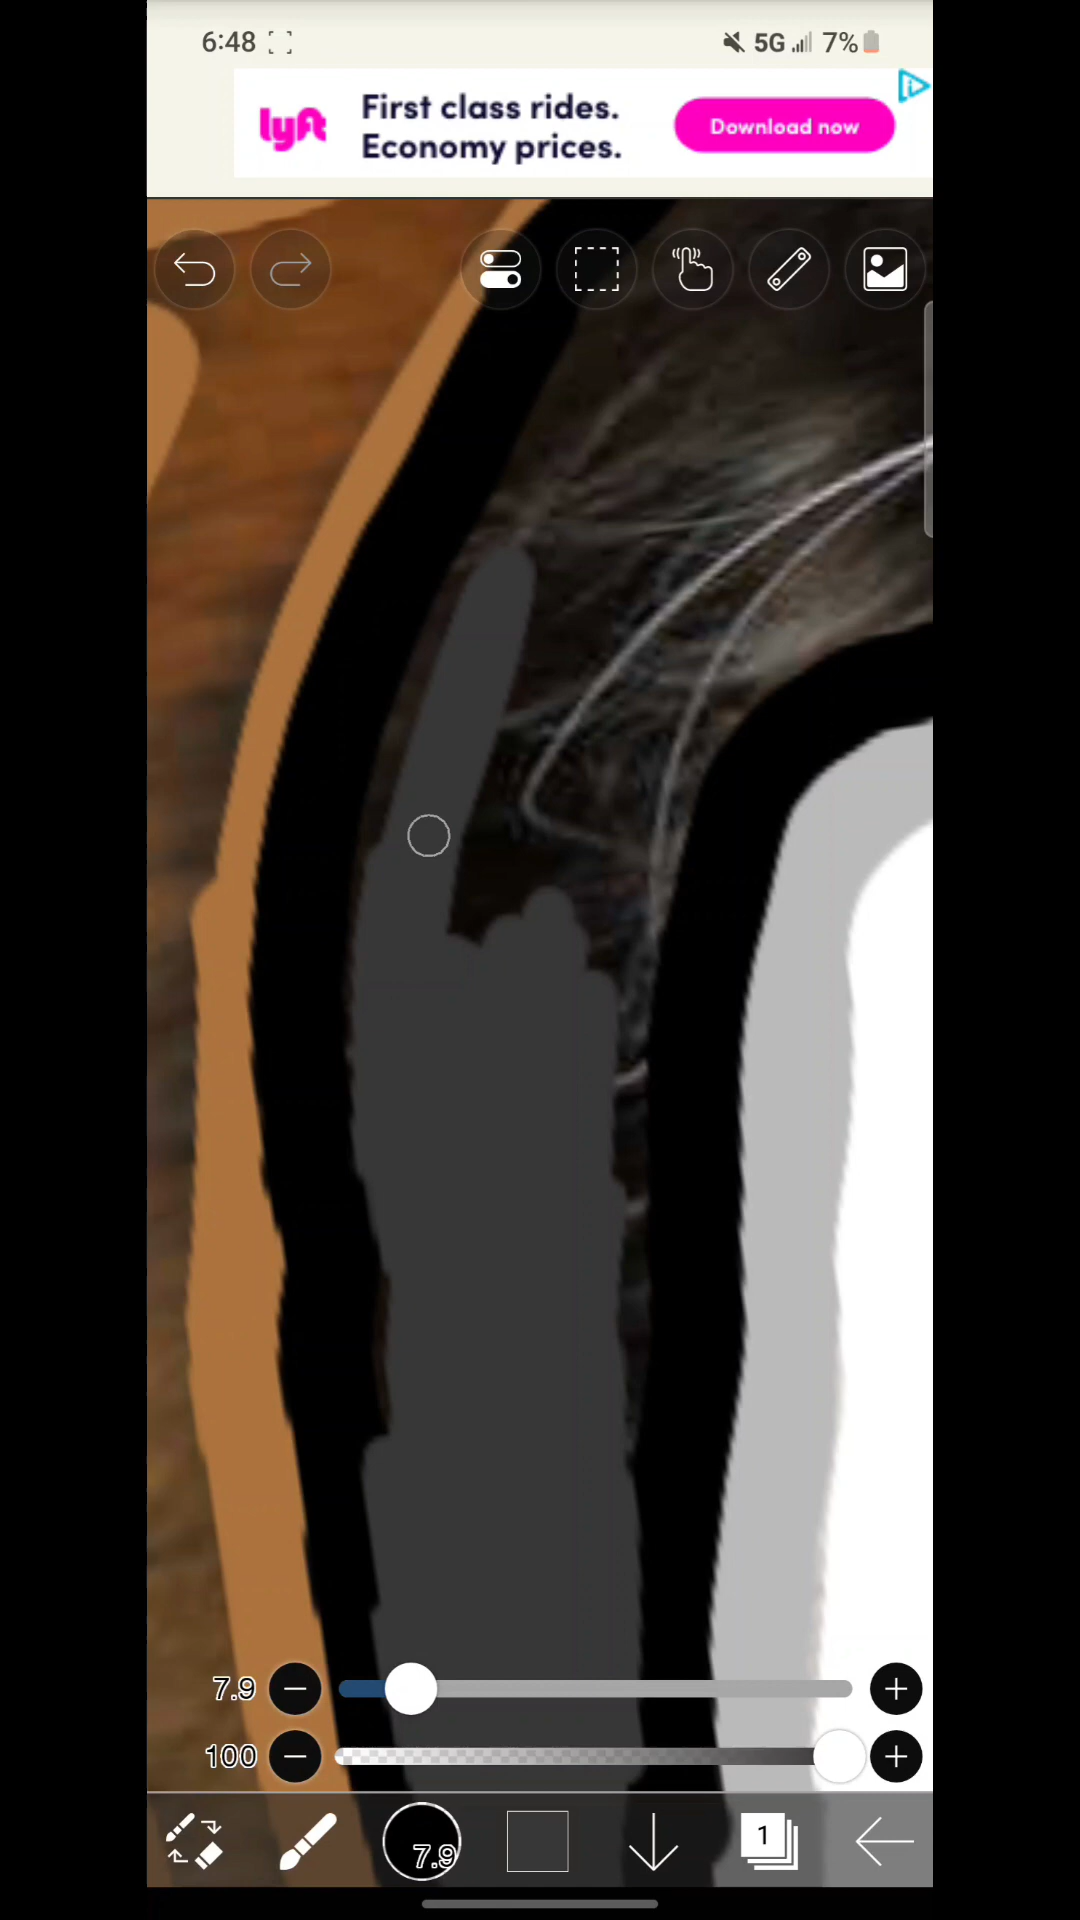 6:48
5G
7%
lyft
First class rides.
Economy prices.
Download now
7.9
100
7.9
1